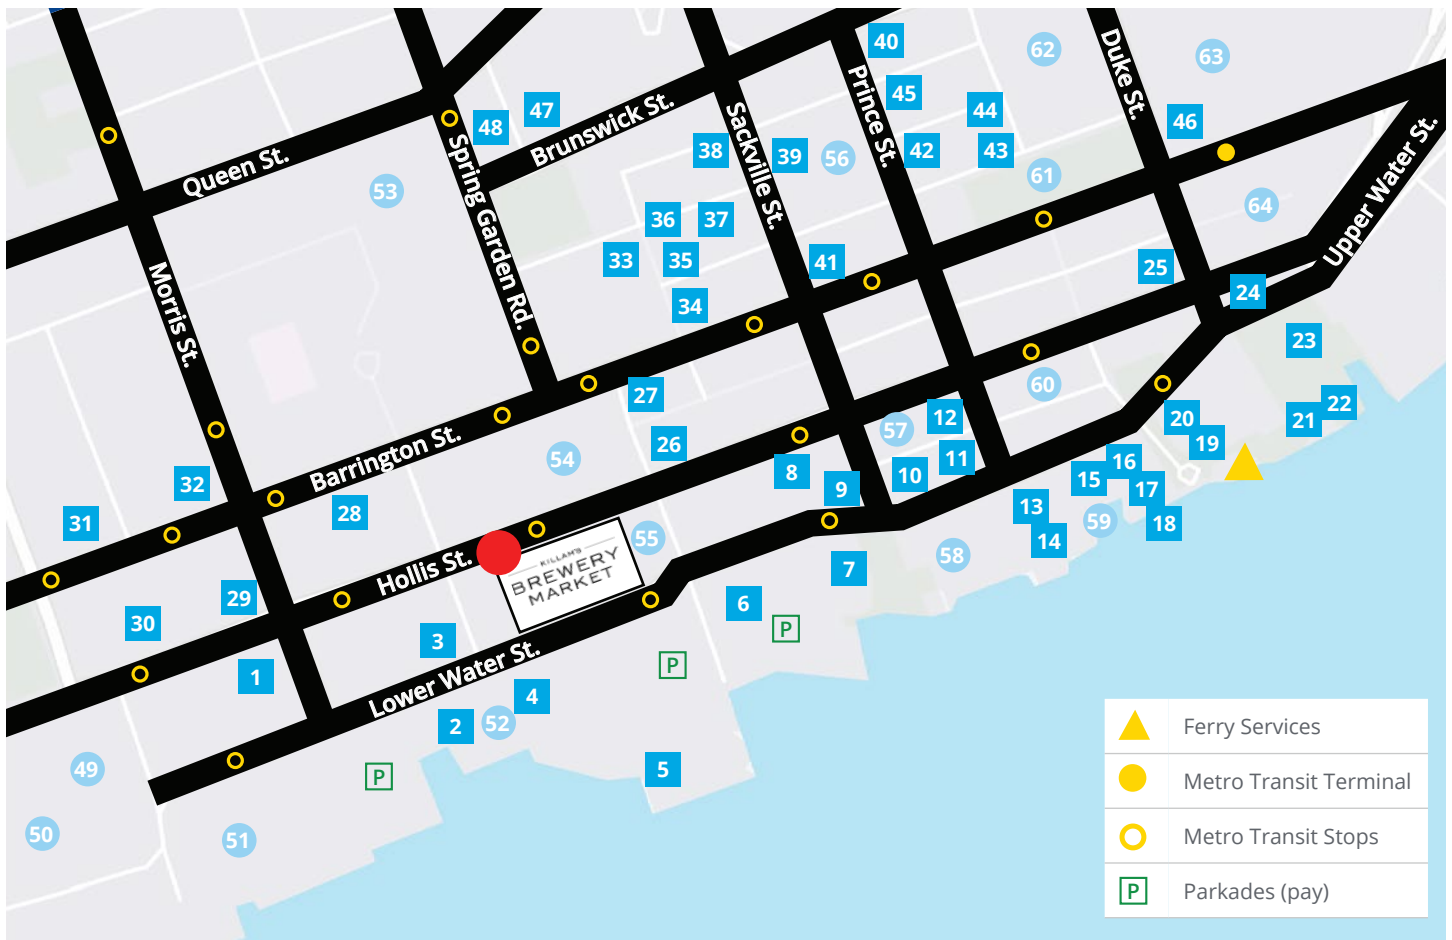 40
62
63
Duke St.
Prince St.
45
44
46
47
48
Brunswick St.
Sackville St.
38
39
56
42
43
61
Queen St.
53
Spring Garden Rd.
36
37
64
Upper Water St.
33
35
41
25
34
24
Morris St.
23
27
60
22
12
20
21
57
26
19
Barrington St.
54
11
16
8
10
15
17
32
9
28
13
18
31
59
55
14
58
Hollis St.
KILLAM'S
BREWERY
MARKET
7
29
6
30
P
3
1
P
Lower Water St.
4
2
52
49
5
P
50
51
Ferry Services
Metro Transit Terminal
Metro Transit Stops
P
Parkades (pay)